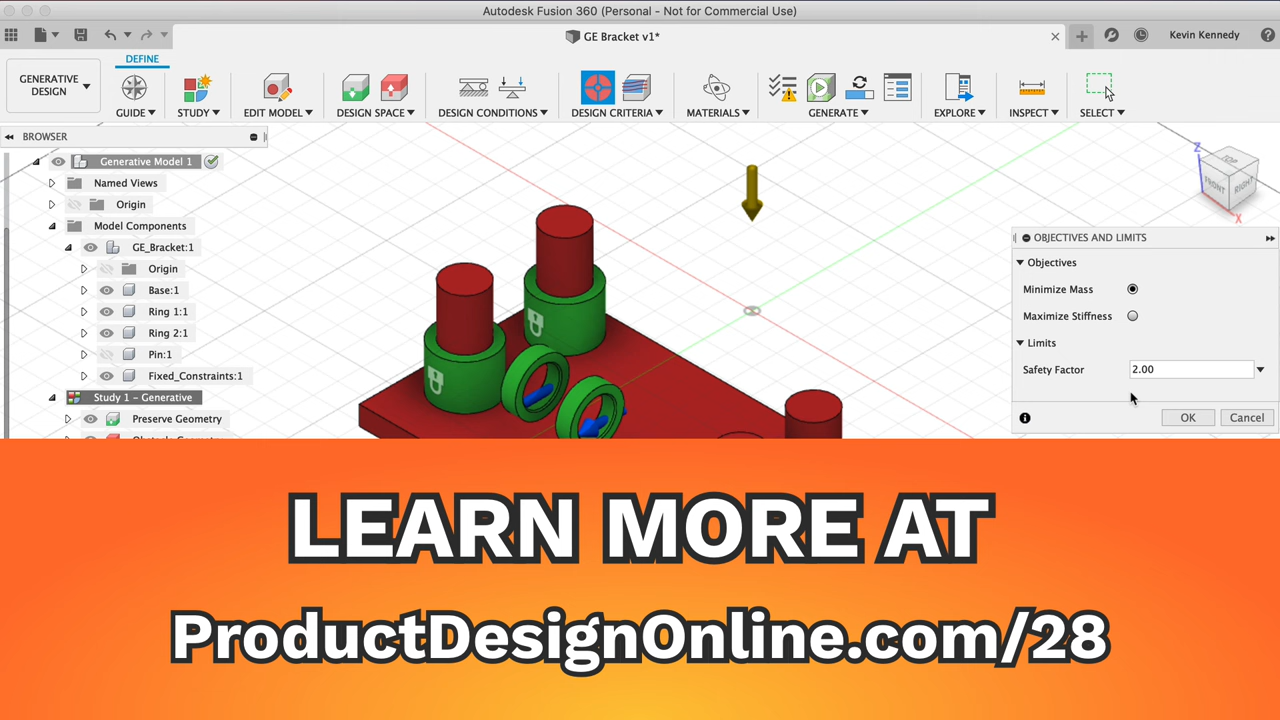 Autodesk Fusion 360 (Personal - Not for Commercial Use)
GE Bracket v1*
Kevin Kennedy
DEFINE
GENERATIVE
DESIGN
GUIDE
STUDY
EDIT MODEL
DESIGN SPACE
DESIGN CONDITIONS
DESIGN CRITERIA
MATERIALS
GENERATE
EXPLORE
INSPECT
SELECT
BROWSER
Generative Model 1
Named Views
Origin
Model Components
GE_Bracket:1
Origin
Base:1
Ring 1:1
Ring 2:1
Pin:1
Fixed_Constraints:1
Study 1 - Generative
Preserve Geometry
Z
TOP
FRONT
RIGHT
X
OBJECTIVES AND LIMITS
Objectives
Minimize Mass
Maximize Stiffness
Limits
Safety Factor
2.00
OK
Cancel
LEARN MORE AT
ProductDesignOnline.com/28